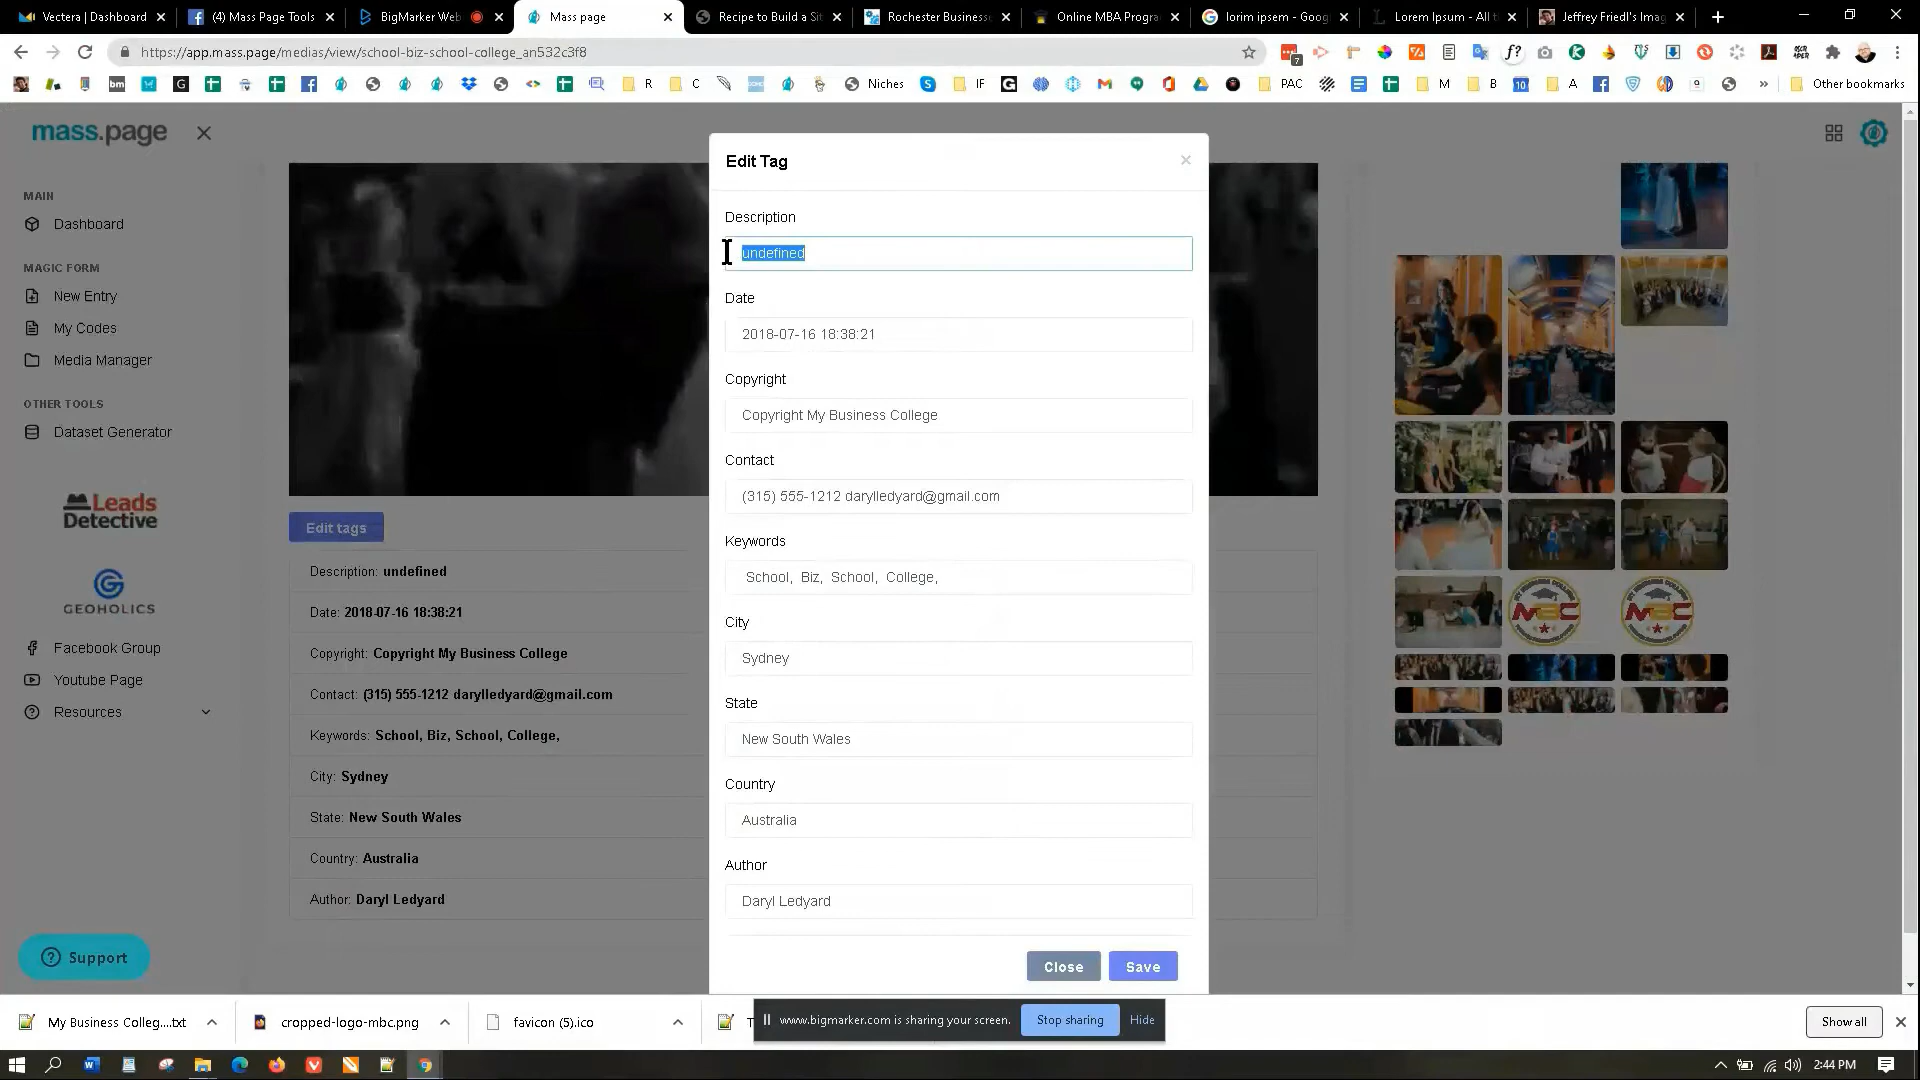 Vectera | Dashboard
(4) Mass Page Tools
BigMarker Web
Mass page
Recipe to Build a Sit
Rochester Business
Online MBA Progra
lorim ipsem - Goog
Lorem Ipsum - All t
Jeffrey Friedl's Imag
https://app.mass.page/medias/view/school-biz-school-college_an532c3f8
Niches
IF
PAC
M
B
A
Other bookmarks
mass.page
MAIN
Dashboard
MAGIC FORM
New Entry
My Codes
Media Manager
OTHER TOOLS
Dataset Generator
Leads
Detective
GEOHOLICS
Facebook Group
Youtube Page
Resources
Support
Edit tags
Description: undefined
Date: 2018-07-16 18:38:21
Copyright: Copyright My Business College
Contact: (315) 555-1212 darylledyard@gmail.com
Keywords: School, Biz, School, College,
City: Sydney
State: New South Wales
Country: Australia
Author: Daryl Ledyard
Edit Tag
Description
undefined
Date
2018-07-16 18:38:21
Copyright
Copyright My Business College
Contact
(315) 555-1212 darylledyard@gmail.com
Keywords
School, Biz, School, College,
City
Sydney
State
New South Wales
Country
Australia
Author
Daryl Ledyard
Close
Save
MBC
MBC
My Business Colleg....txt
cropped-logo-mbc.png
favicon (5).ico
www.bigmarker.com is sharing your screen.
Stop sharing
Hide
Show all
2:44 PM